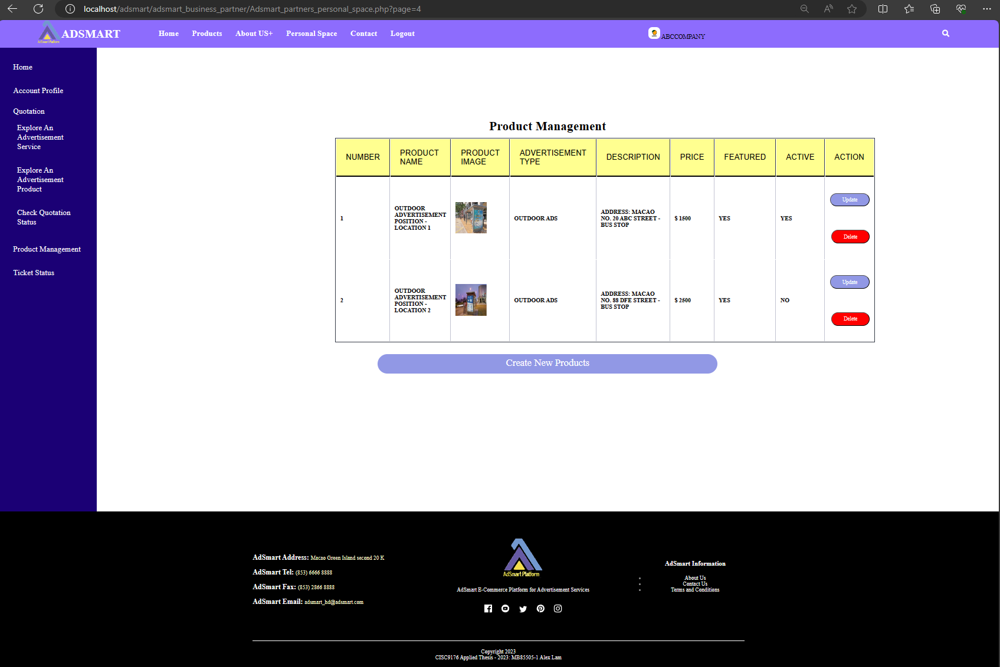 localhost/adsmart/adsmart_business_partner/Adsmart_partners_personal_space.php?page=4
AdSmart Platform
ADSMART
Home
Products
About US+
Personal Space
Contact
Logout
ABCCOMPANY
Home
Account Profile
Quotation
Explore An
Advertisement
Service
Explore An
Advertisement
Product
Check Quotation
Status
Product Management
Ticket Status
Product Management
NUMBER
PRODUCT
NAME
PRODUCT
IMAGE
ADVERTISEMENT
TYPE
DESCRIPTION
PRICE
FEATURED
ACTIVE
ACTION
1
OUTDOOR
ADVERTISEMENT
POSITION -
LOCATION 1
OUTDOOR ADS
ADDRESS: MACAO
NO. 20 ABC STREET -
BUS STOP
$ 1500
YES
YES
Update
Delete
2
OUTDOOR
ADVERTISEMENT
POSITION -
LOCATION 2
OUTDOOR ADS
ADDRESS: MACAO
NO. 88 DFE STREET -
BUS STOP
$ 2500
YES
NO
Update
Delete
Create New Products
AdSmart Address: Macao Green Island second 20 K
AdSmart Tel: (853) 6666 8888
AdSmart Fax: (853) 2866 8888
AdSmart Email: adsmart_hd@adsmart.com
AdSmart Platform
AdSmart E-Commerce Platform for Advertisement Services
AdSmart Information
About Us
Contact Us
Terms and Conditions
Copyright 2023
CISC9176 Applied Thesis - 2023: MB85505-1 Alex Lam